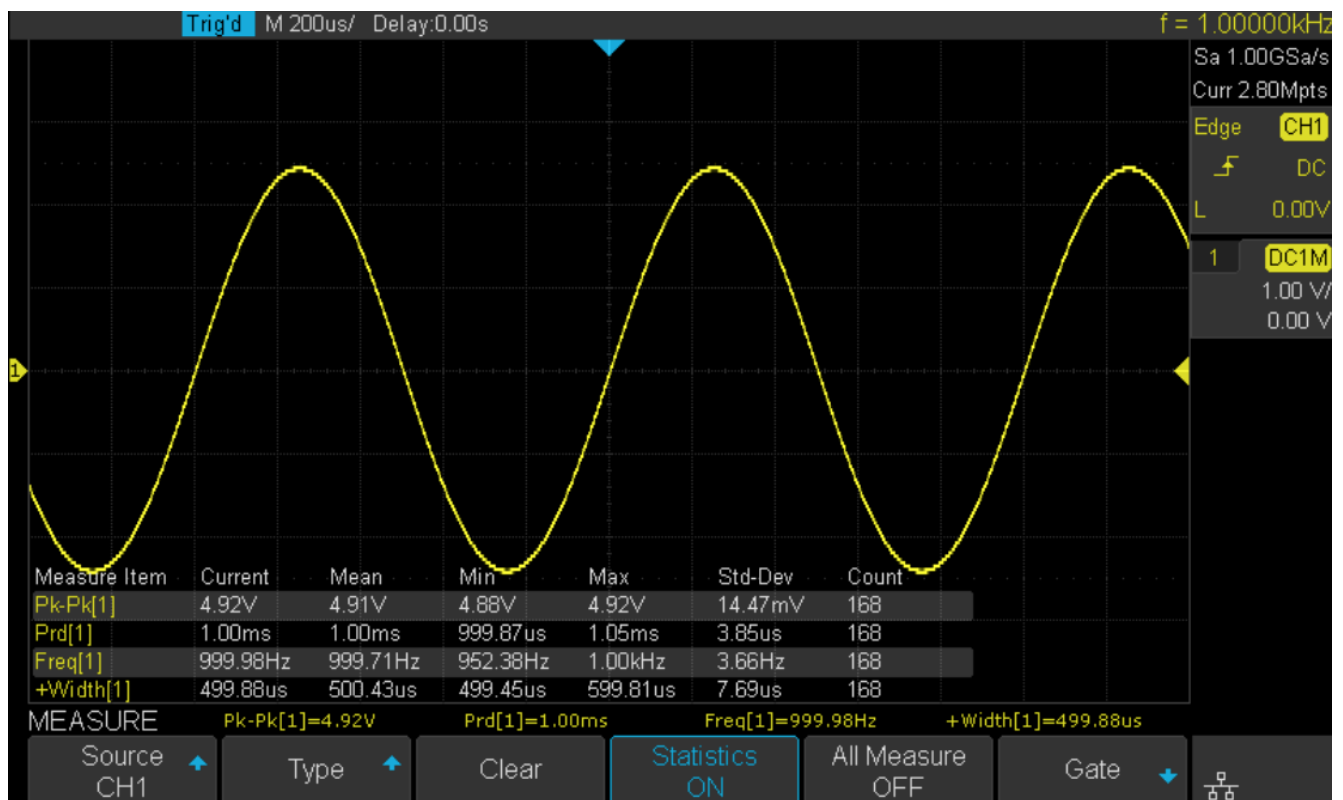 Trig'd M 200us/ Delay:0.00s f = 1.00000kHz
Sa 1.00GSa/s
Curr 2.80Mpts
Edge CH1
DC
L 0.00V
1 DC1M
1.00 V/
0.00 V
1
Measure Item Current Mean Min Max Std-Dev Count
Pk-Pk[1] 4.92V 4.91V 4.88V 4.92V 14.47mV 168
Prd[1] 1.00ms 1.00ms 999.87us 1.05ms 3.85us 168
Freq[1] 999.98Hz 999.71Hz 952.38Hz 1.00kHz 3.66Hz 168
+Width[1] 499.88us 500.43us 499.45us 599.81us 7.69us 168
MEASURE Pk-Pk[1]=4.92V Prd[1]=1.00ms Freq[1]=999.98Hz +Width[1]=499.88us
Source CH1
Type
Clear
Statistics ON
All Measure OFF
Gate